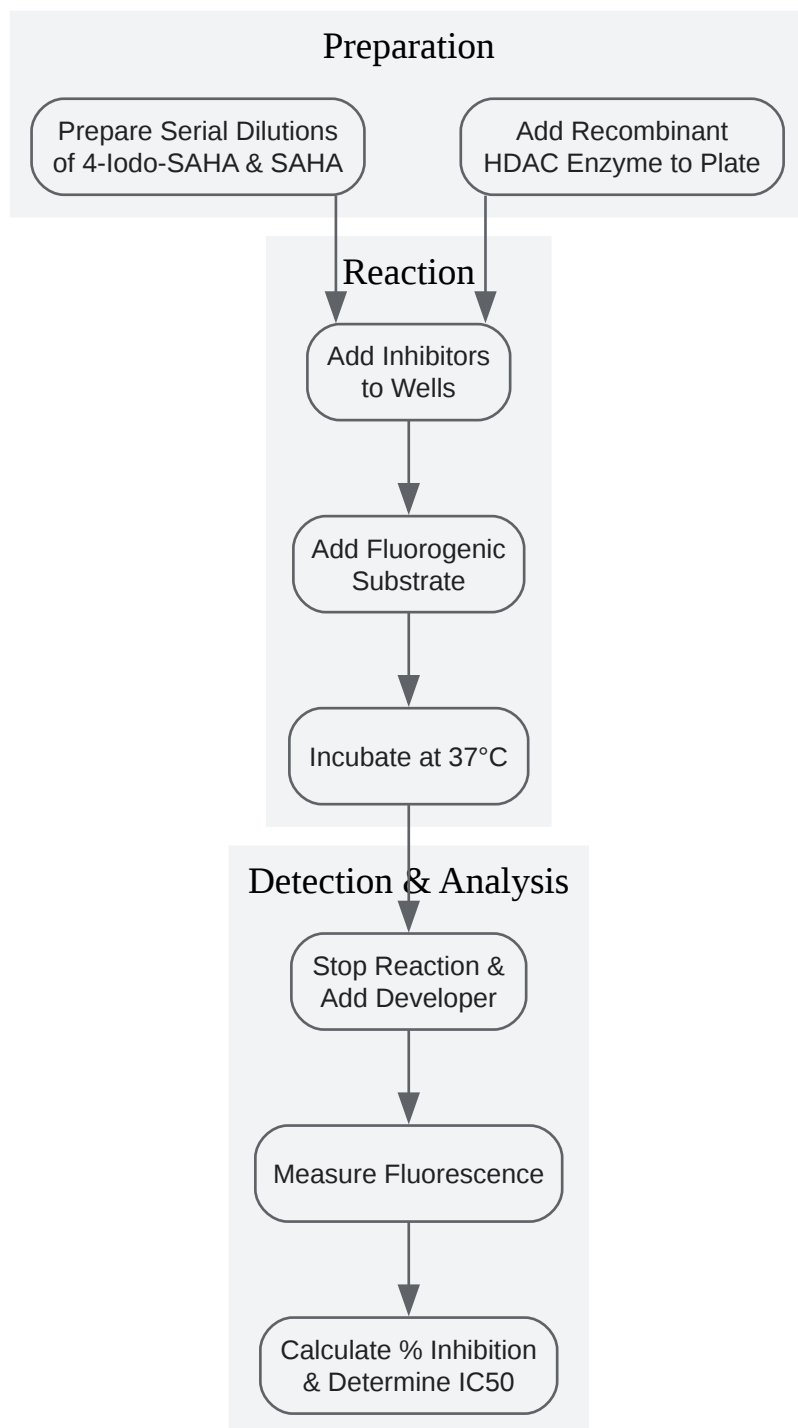 Preparation
Prepare Serial Dilutions
of 4-Iodo-SAHA & SAHA
Add Recombinant
HDAC Enzyme to Plate
Reaction
Add Inhibitors
to Wells
Add Fluorogenic
Substrate
Incubate at 37°C
Detection & Analysis
Stop Reaction &
Add Developer
Measure Fluorescence
Calculate % Inhibition
& Determine IC50